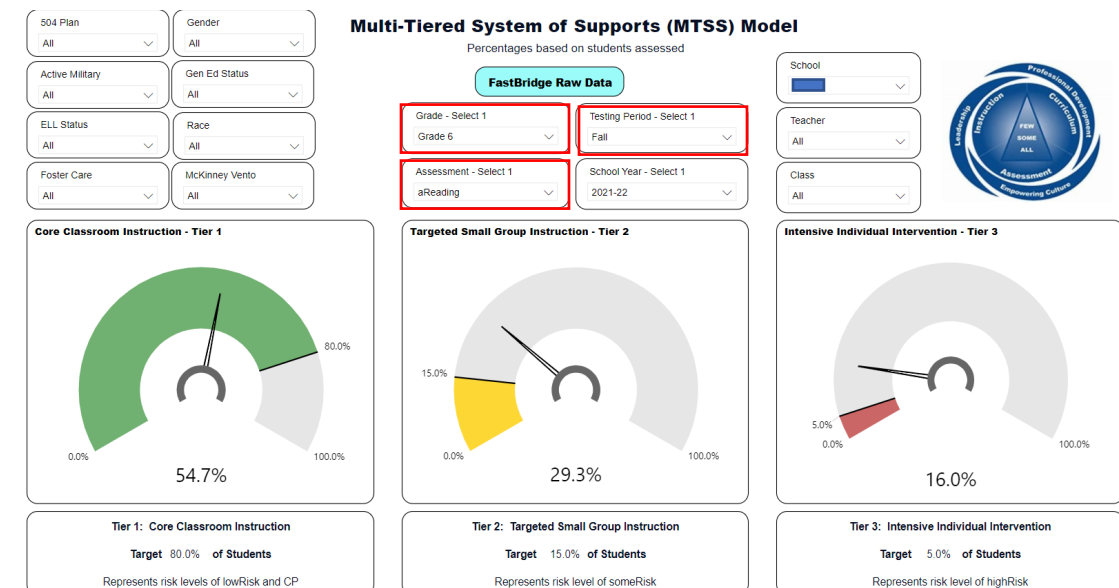 504 Plan
All
Gender
All
Multi-Tiered System of Supports (MTSS) Model
Percentages based on students assessed
FastBridge Raw Data
Active Military
All
Gen Ed Status
All
School
Grade - Select 1
Grade 6
Testing Period - Select 1
Fall
ELL Status
All
Race
All
Teacher
All
Foster Care
All
McKinney Vento
All
Assessment - Select 1
aReading
School Year - Select 1
2021-22
Class
All
Professional Development
Leadership
Empowering Culture
Instruction
Curriculum
Assessment
FEW
SOME
ALL
Core Classroom Instruction - Tier 1
80.0%
0.0%
100.0%
54.7%
Targeted Small Group Instruction - Tier 2
15.0%
0.0%
100.0%
29.3%
Intensive Individual Intervention - Tier 3
5.0%
0.0%
100.0%
16.0%
Tier 1: Core Classroom Instruction
Target 80.0% of Students
Represents risk levels of lowRisk and CP
Tier 2: Targeted Small Group Instruction
Target 15.0% of Students
Represents risk level of someRisk
Tier 3: Intensive Individual Intervention
Target 5.0% of Students
Represents risk level of highRisk